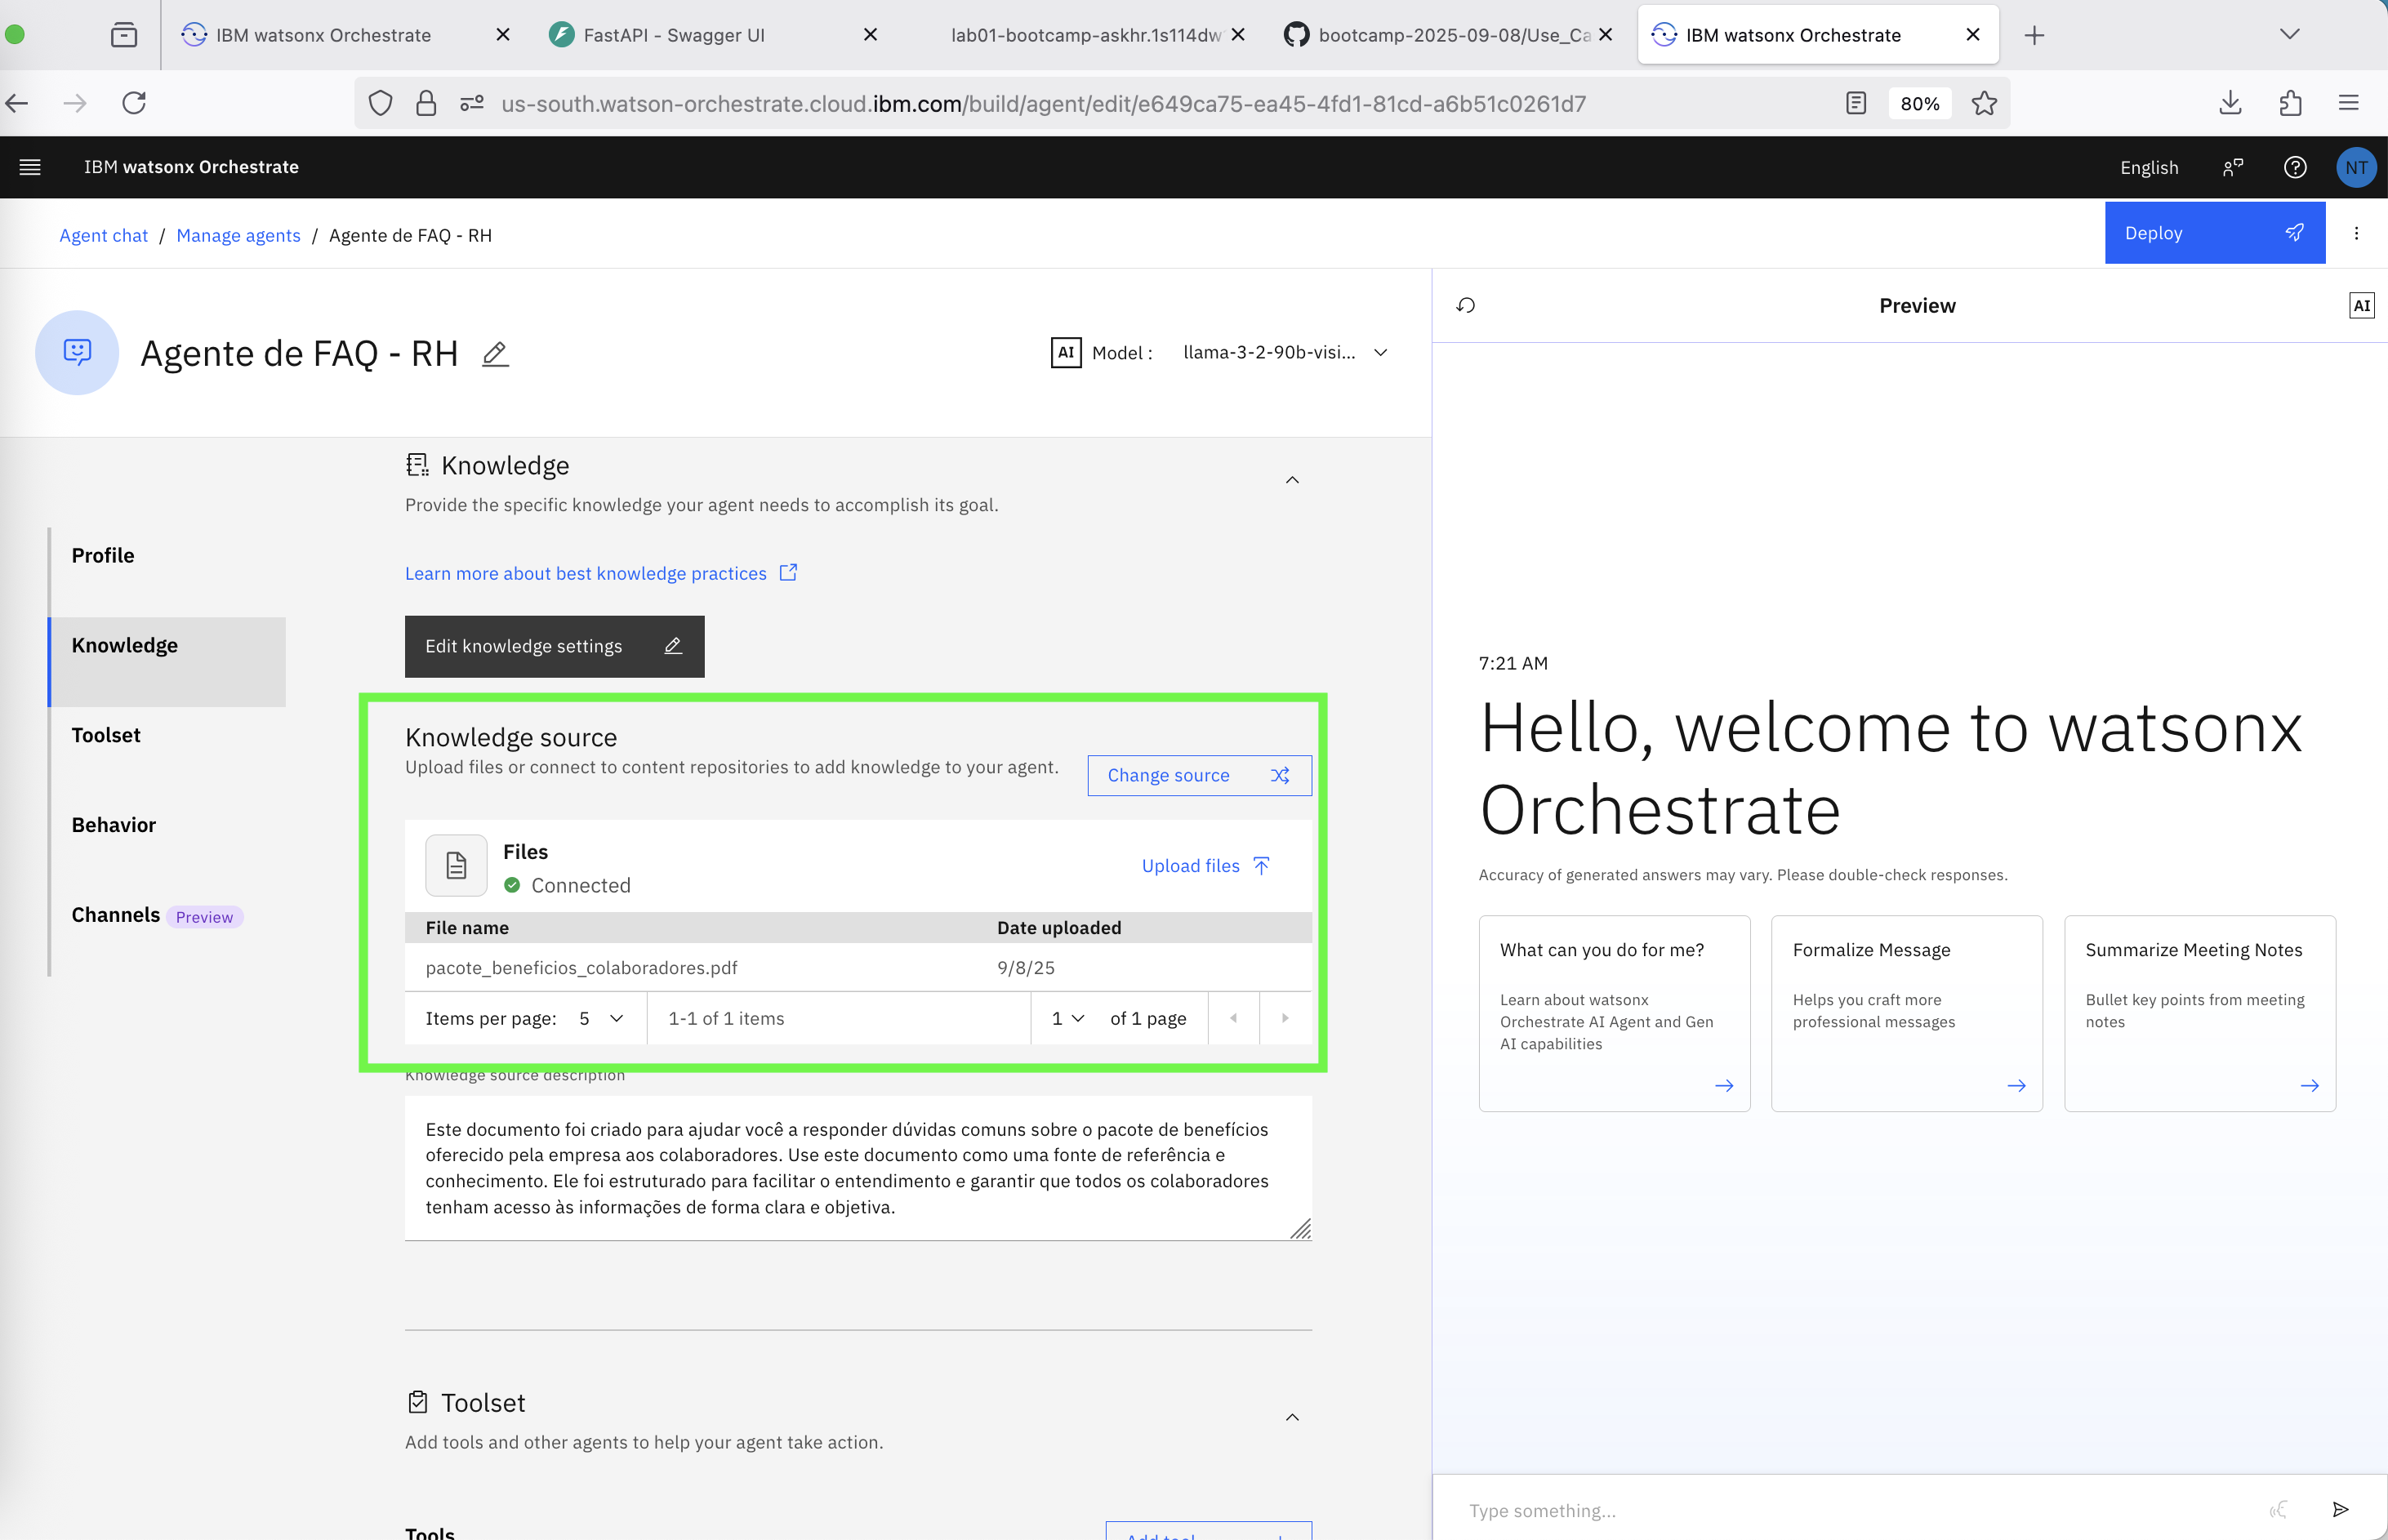 IBM watsonx Orchestrate
FastAPI - Swagger UI
lab01-bootcamp-askhr.1s114dw
bootcamp-2025-09-08/Use_Ca
IBM watsonx Orchestrate
us-south.watson-orchestrate.cloud.ibm.com/build/agent/edit/e649ca75-ea45-4fd1-81cd-a6b51c0261d7
80%
IBM watsonx Orchestrate
English
NT
Agent chat / Manage agents / Agente de FAQ - RH
Deploy
Agente de FAQ - RH
AI Model : llama-3-2-90b-visi...
Preview
AI
Profile
Knowledge
Toolset
Behavior
Channels Preview
Knowledge
Provide the specific knowledge your agent needs to accomplish its goal.
Learn more about best knowledge practices
Edit knowledge settings
Knowledge source
Upload files or connect to content repositories to add knowledge to your agent.
Change source
Files
Connected
Upload files
File name Date uploaded
pacote_beneficios_colaboradores.pdf 9/8/25
Items per page: 5 1-1 of 1 items 1 of 1 page
Knowledge source description
Este documento foi criado para ajudar você a responder dúvidas comuns sobre o pacote de benefícios
oferecido pela empresa aos colaboradores. Use este documento como uma fonte de referência e
conhecimento. Ele foi estruturado para facilitar o entendimento e garantir que todos os colaboradores
tenham acesso às informações de forma clara e objetiva.
Toolset
Add tools and other agents to help your agent take action.
Tools
Add tool
7:21 AM
Hello, welcome to watsonx
Orchestrate
Accuracy of generated answers may vary. Please double-check responses.
What can you do for me?
Learn about watsonx
Orchestrate AI Agent and Gen
AI capabilities
Formalize Message
Helps you craft more
professional messages
Summarize Meeting Notes
Bullet key points from meeting
notes
Type something...